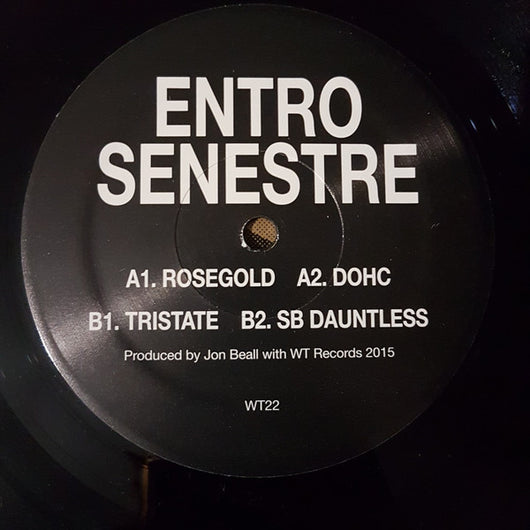 ENTRO
SENESTRE
A1. ROSEGOLD A2. DOHC
B1. TRISTATE B2. SB DAUNTLESS
Produced by Jon Beall with WT Records 2015
WT22